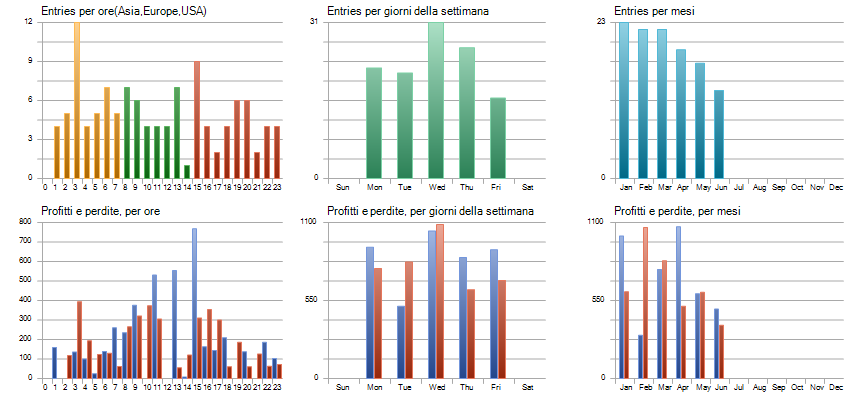 Entries per ore(Asia,Europe,USA)
12
9
6
3
0
0 1 2 3 4 5 6 7 8 9 10 11 12 13 14 15 16 17 18 19 20 21 22 23
Entries per giorni della settimana
31
0
Sun Mon Tue Wed Thu Fri Sat
Entries per mesi
23
0
Jan Feb Mar Apr May Jun Jul Aug Sep Oct Nov Dec
Profitti e perdite, per ore
800
700
600
500
400
300
200
100
0
0 1 2 3 4 5 6 7 8 9 10 11 12 13 14 15 16 17 18 19 20 21 22 23
Profitti e perdite, per giorni della settimana
1100
550
0
Sun Mon Tue Wed Thu Fri Sat
Profitti e perdite, per mesi
1100
550
0
Jan Feb Mar Apr May Jun Jul Aug Sep Oct Nov Dec